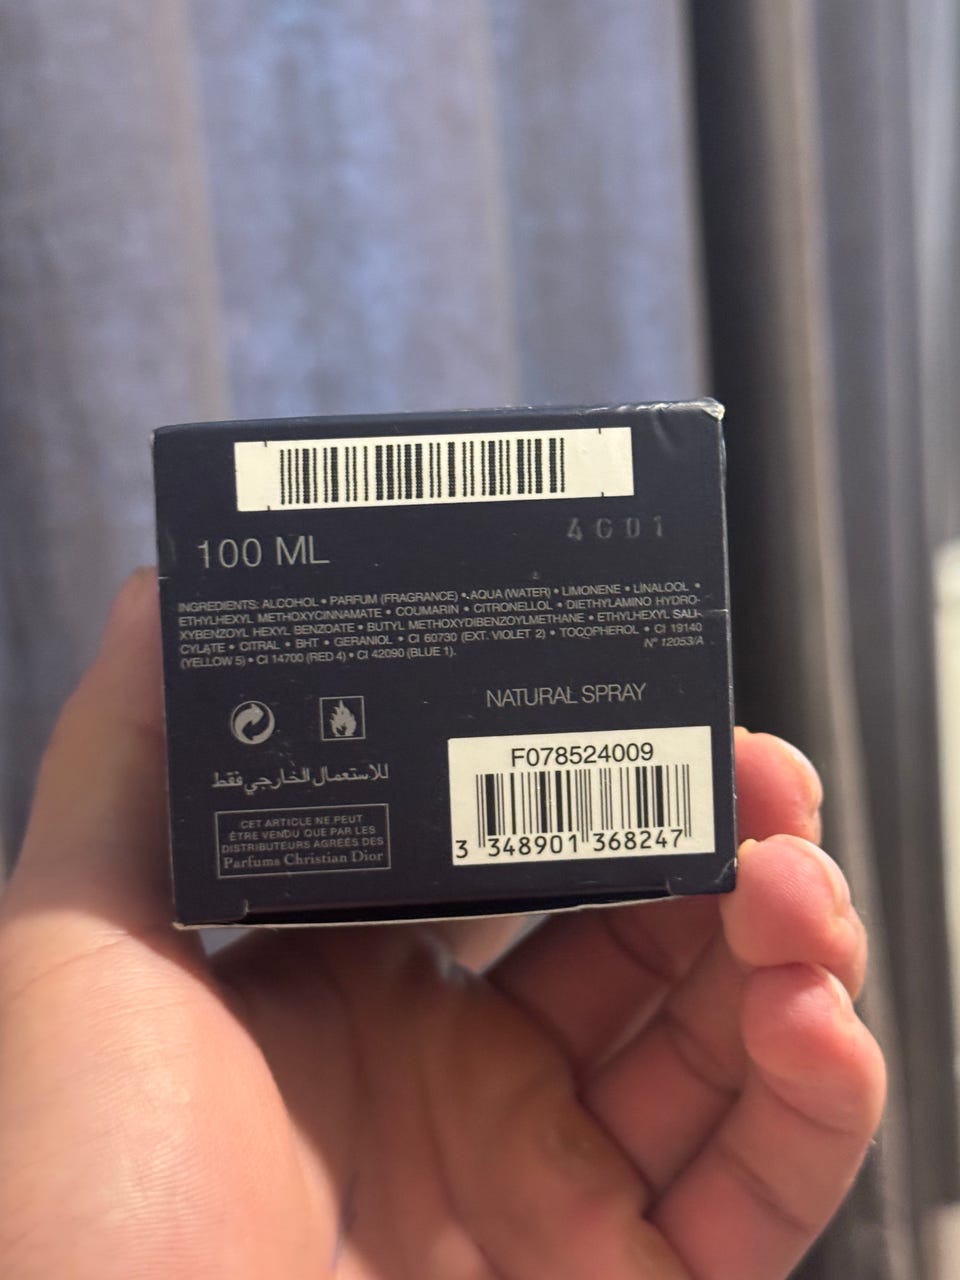 4G01
100 ML
INGREDIENTS: ALCOHOL • PARFUM (FRAGRANCE) • AQUA (WATER) • LIMONENE • LINALOOL •
ETHYLHEXYL METHOXYCINNAMATE • COUMARIN • CITRONELLOL • DIETHYLAMINO HYDRO-
XYBENZOYL HEXYL BENZOATE • BUTYL METHOXYDIBENZOYLMETHANE • ETHYLHEXYL SALI-
CYLATE • CITRAL • BHT • GERANIOL • CI 60730 (EXT. VIOLET 2) • TOCOPHEROL • CI 19140
(YELLOW 5) • CI 14700 (RED 4) • CI 42090 (BLUE 1).
N° 12053/A
NATURAL SPRAY
للاستعمال الخارجي فقط
CET ARTICLE NE PEUT
ÊTRE VENDU QUE PAR LES
DISTRIBUTEURS AGRÉÉS DES
Parfums Christian Dior
F078524009
3 348901 368247